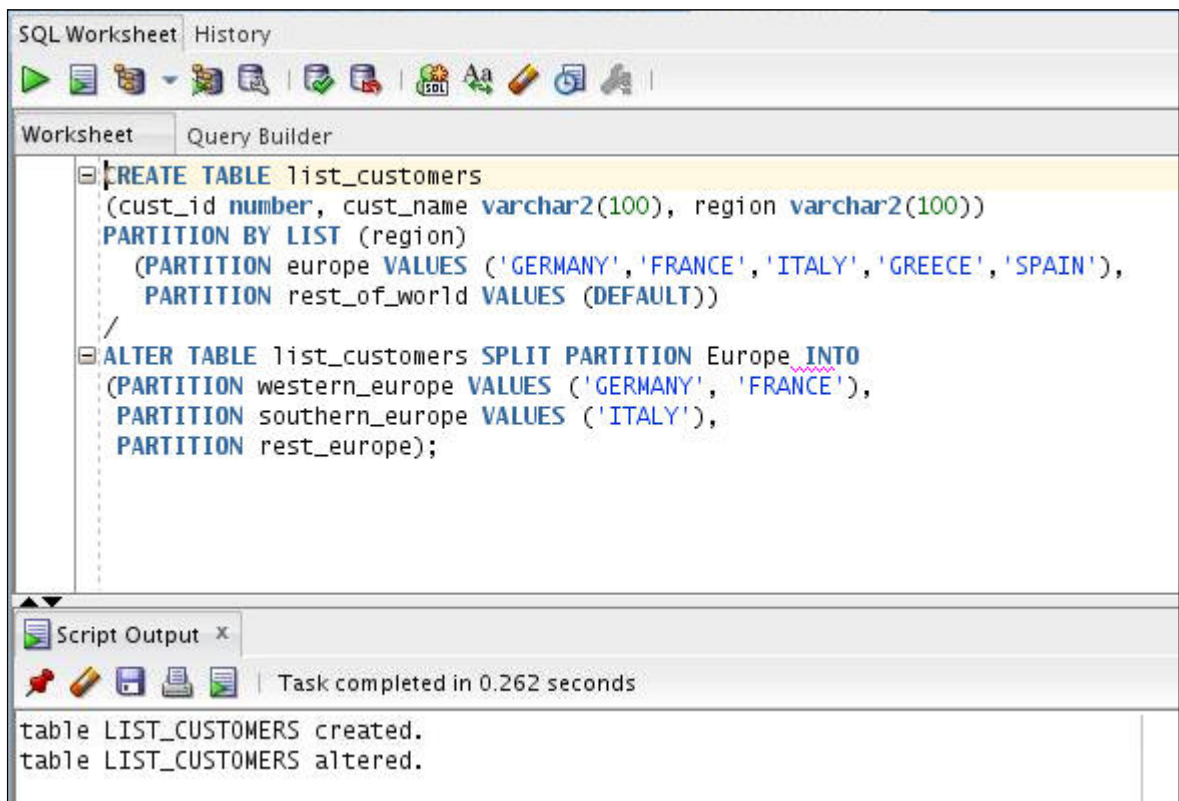 SQL Worksheet History
SQL
Aa
Worksheet Query Builder
CREATE TABLE list_customers
(cust_id number, cust_name varchar2(100), region varchar2(100))
PARTITION BY LIST (region)
(PARTITION europe VALUES ('GERMANY','FRANCE','ITALY','GREECE','SPAIN'),
PARTITION rest_of_world VALUES (DEFAULT))
/
ALTER TABLE list_customers SPLIT PARTITION Europe INTO
(PARTITION western_europe VALUES ('GERMANY', 'FRANCE'),
PARTITION southern_europe VALUES ('ITALY'),
PARTITION rest_europe);
Script Output x
Task completed in 0.262 seconds
table LIST_CUSTOMERS created.
table LIST_CUSTOMERS altered.